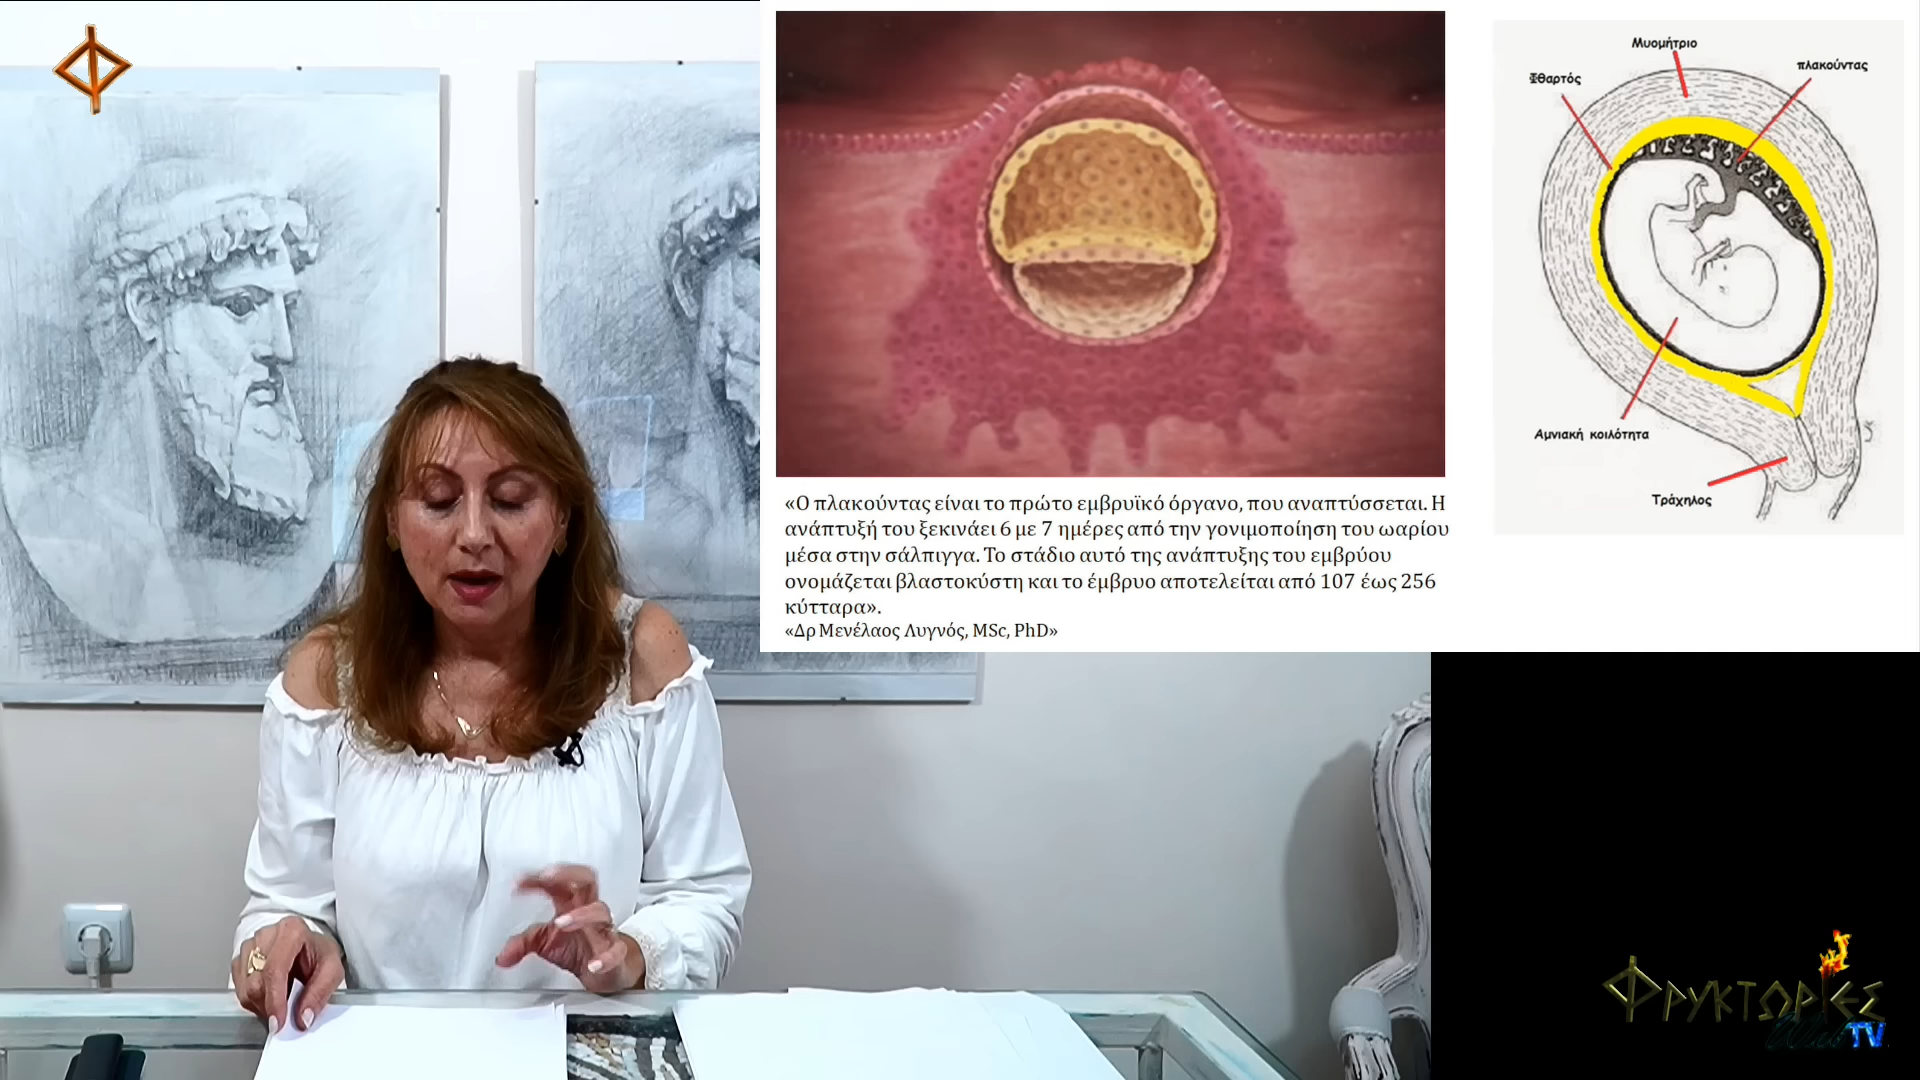 Μυομήτριο
πλακούντας
Φθαρτός
Αμνιακή κοιλότητα
Τράχηλος
«Ο πλακούντας είναι το πρώτο εμβρυϊκό όργανο, που αναπτύσσεται. Η
ανάπτυξή του ξεκινάει 6 με 7 ημέρες από την γονιμοποίηση του ωαρίου
μέσα στην σάλπιγγα. Το στάδιο αυτό της ανάπτυξης του εμβρύου
ονομάζεται βλαστοκύστη και το έμβρυο αποτελείται από 107 έως 256
κύτταρα».
«Δρ Μενέλαος Λυγνός, MSc, PhD»
ΦΡΥΚΤΩΡΙΕΣ
Web TV